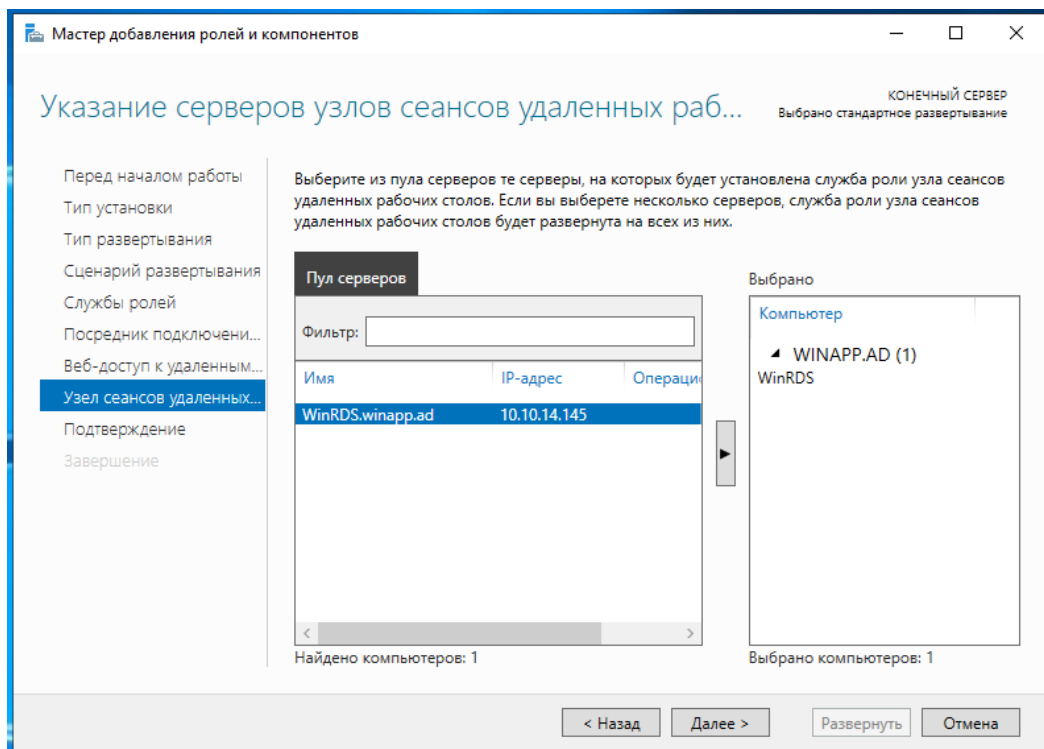 Мастер добавления ролей и компонентов
Указание серверов узлов сеансов удаленных раб...
КОНЕЧНЫЙ СЕРВЕР
Выбрано стандартное развертывание
Перед началом работы
Тип установки
Тип развертывания
Сценарий развертывания
Службы ролей
Посредник подключени...
Веб-доступ к удаленным...
Узел сеансов удаленных...
Подтверждение
Завершение
Выберите из пула серверов те серверы, на которых будет установлена служба роли узла сеансов
удаленных рабочих столов. Если вы выберете несколько серверов, служба роли узла сеансов
удаленных рабочих столов будет развернута на всех из них.
Пул серверов
Фильтр:
Имя IP-адрес Операци
WinRDS.winapp.ad 10.10.14.145
Найдено компьютеров: 1
Выбрано
Компьютер
WINAPP.AD (1)
WinRDS
Выбрано компьютеров: 1
< Назад Далее > Развернуть Отмена